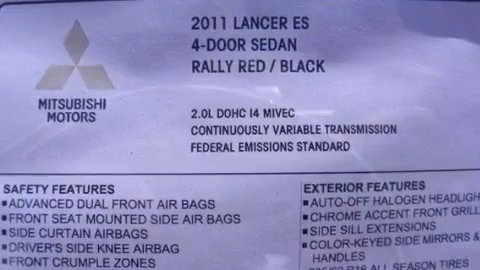 2011 LANCER ES
4-DOOR SEDAN
RALLY RED / BLACK
MITSUBISHI
MOTORS
2.0L DOHC I4 MIVEC
CONTINUOUSLY VARIABLE TRANSMISSION
FEDERAL EMISSIONS STANDARD
SAFETY FEATURES
▪ADVANCED DUAL FRONT AIR BAGS
▪FRONT SEAT MOUNTED SIDE AIR BAGS
▪SIDE CURTAIN AIRBAGS
▪DRIVER'S SIDE KNEE AIRBAG
▪FRONT CRUMPLE ZONES
EXTERIOR FEATURES
▪AUTO-OFF HALOGEN HEADLIGH
▪CHROME ACCENT FRONT GRILL
▪SIDE SILL EXTENSIONS
▪COLOR-KEYED SIDE MIRRORS &
HANDLES
R16 ALL SEASON TIRES